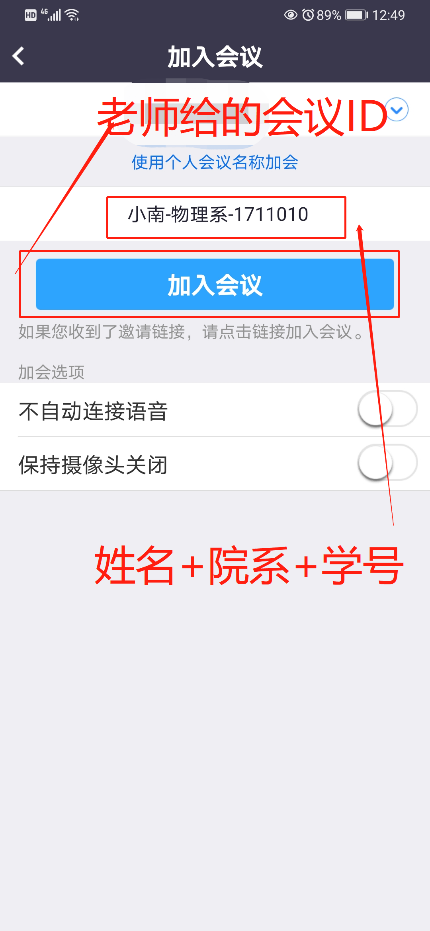 HD 4G 89% 12:49
加入会议
老师给的会议ID
使用个人会议名称加会
小南-物理系-1711010
加入会议
如果您收到了邀请链接，请点击链接加入会议。
加会选项
不自动连接语音
保持摄像头关闭
姓名+院系+学号